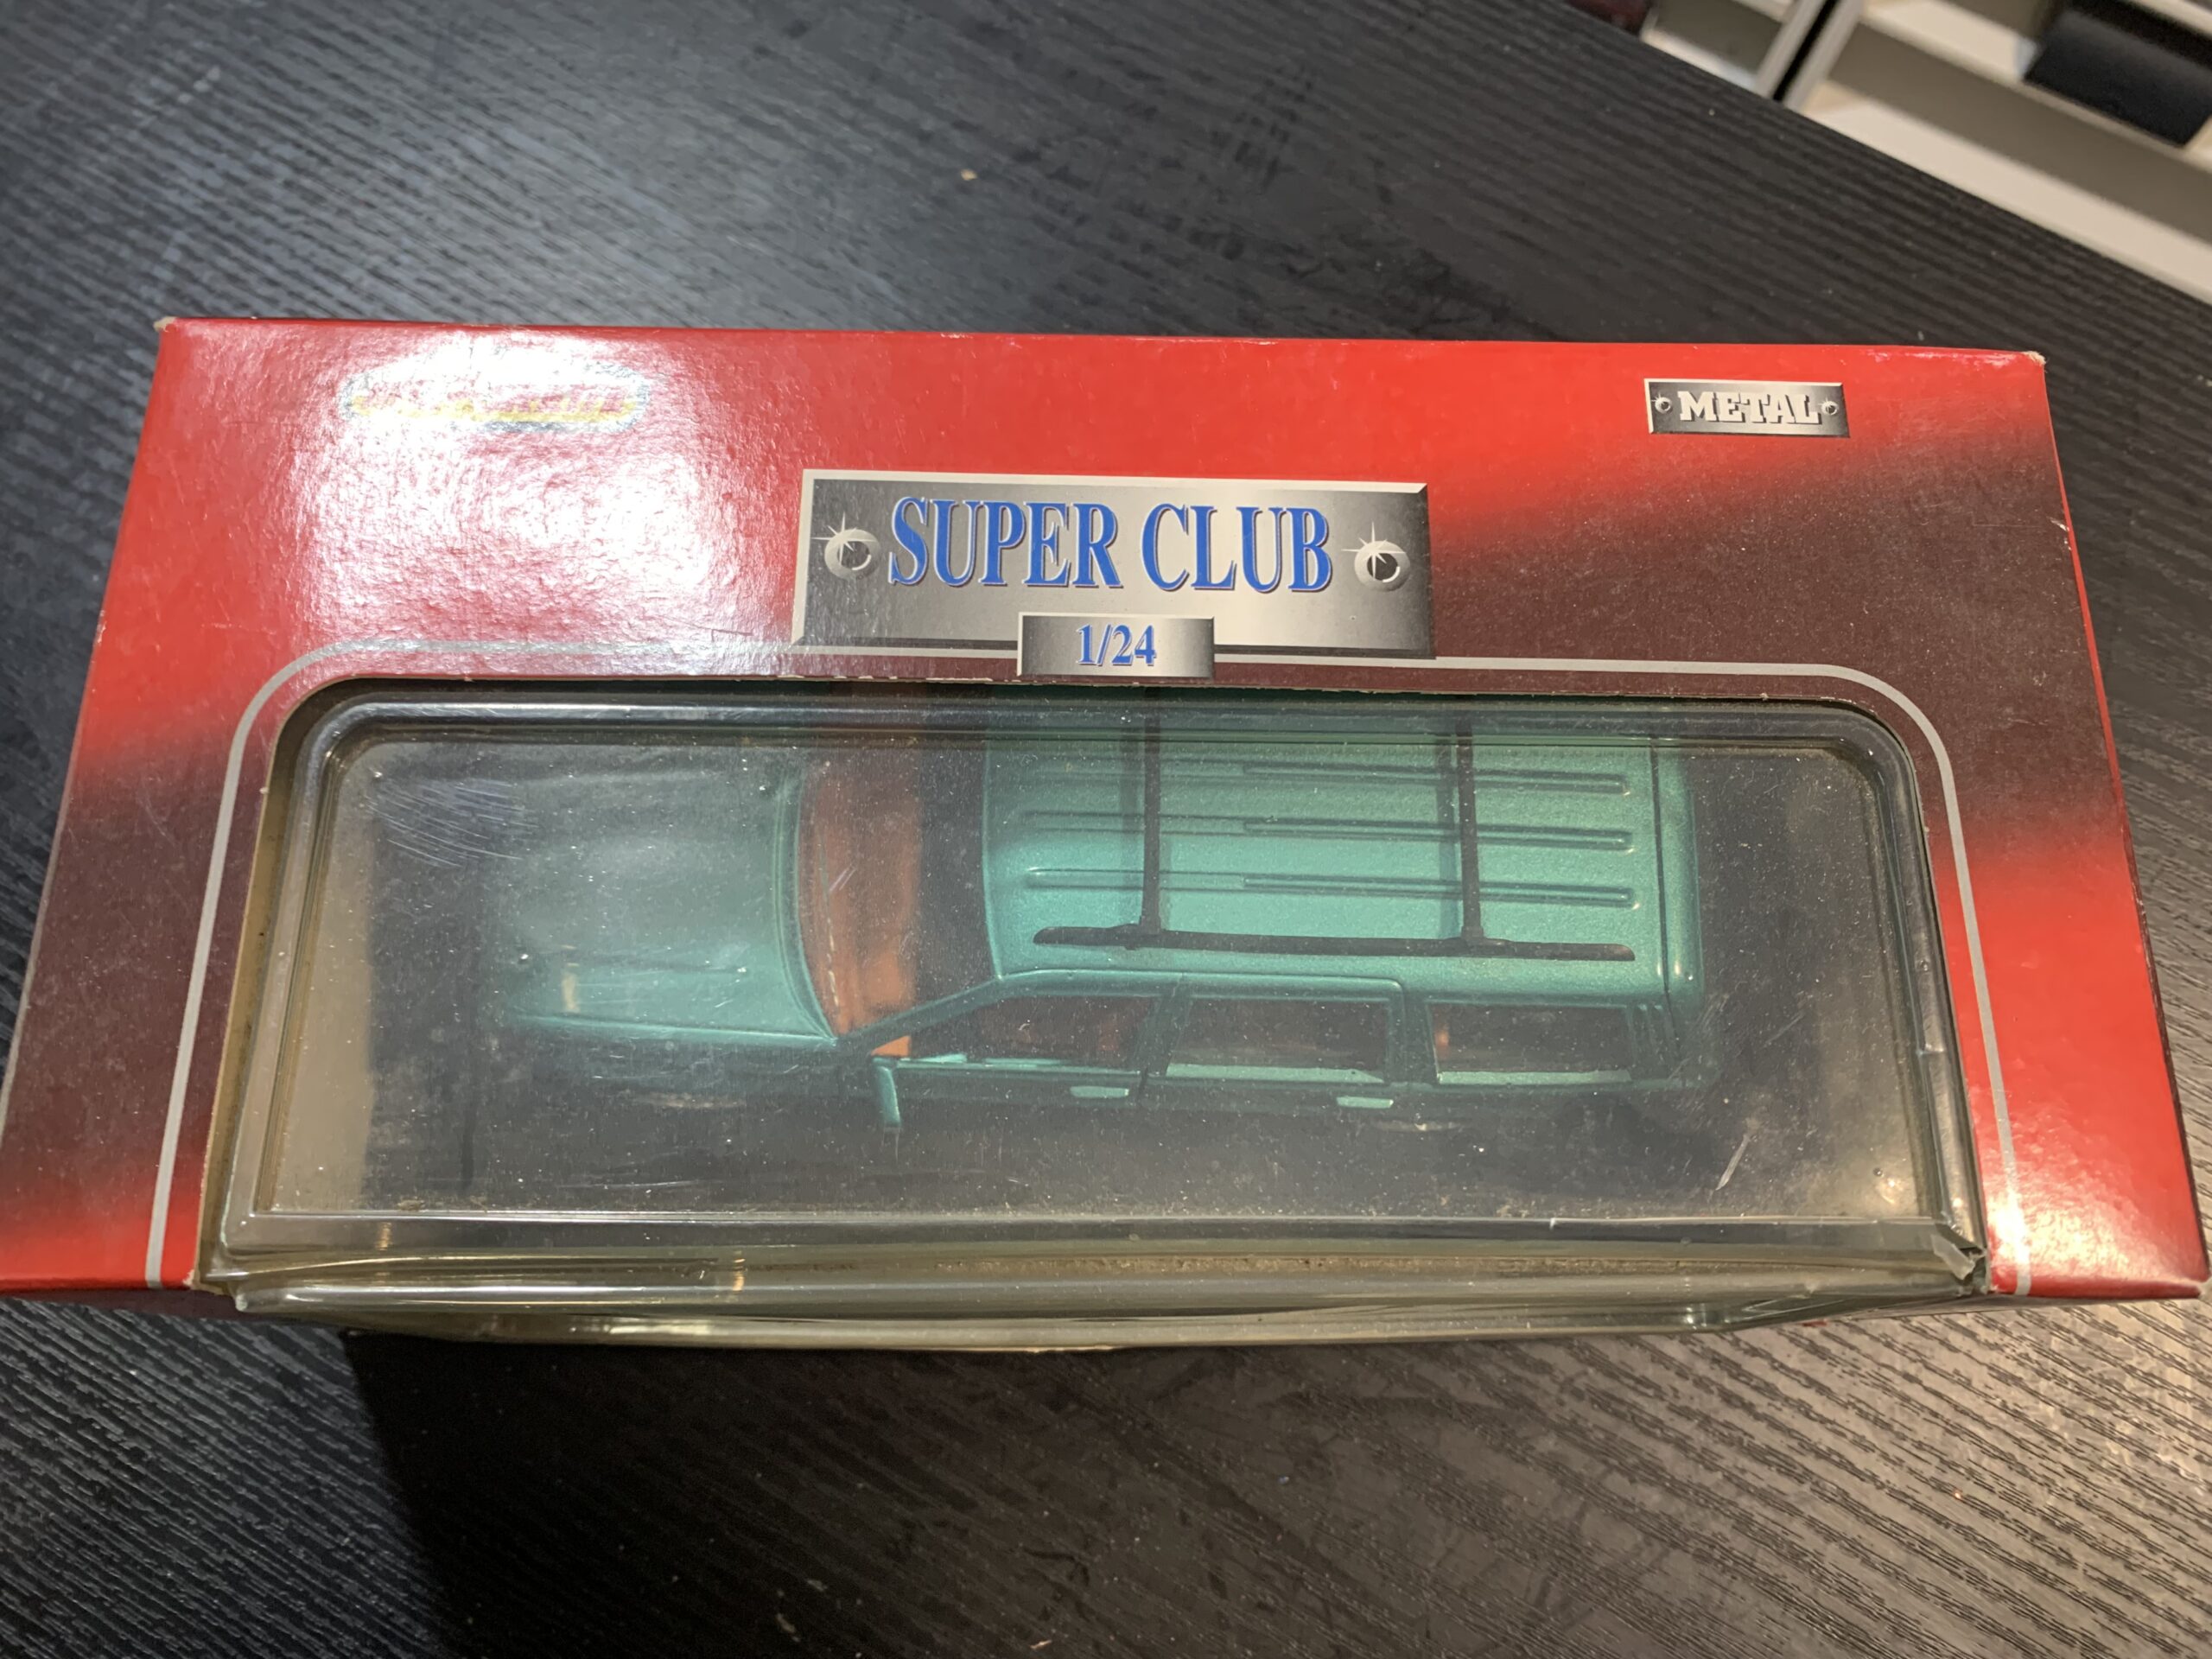 METAL
SUPER CLUB
1/24